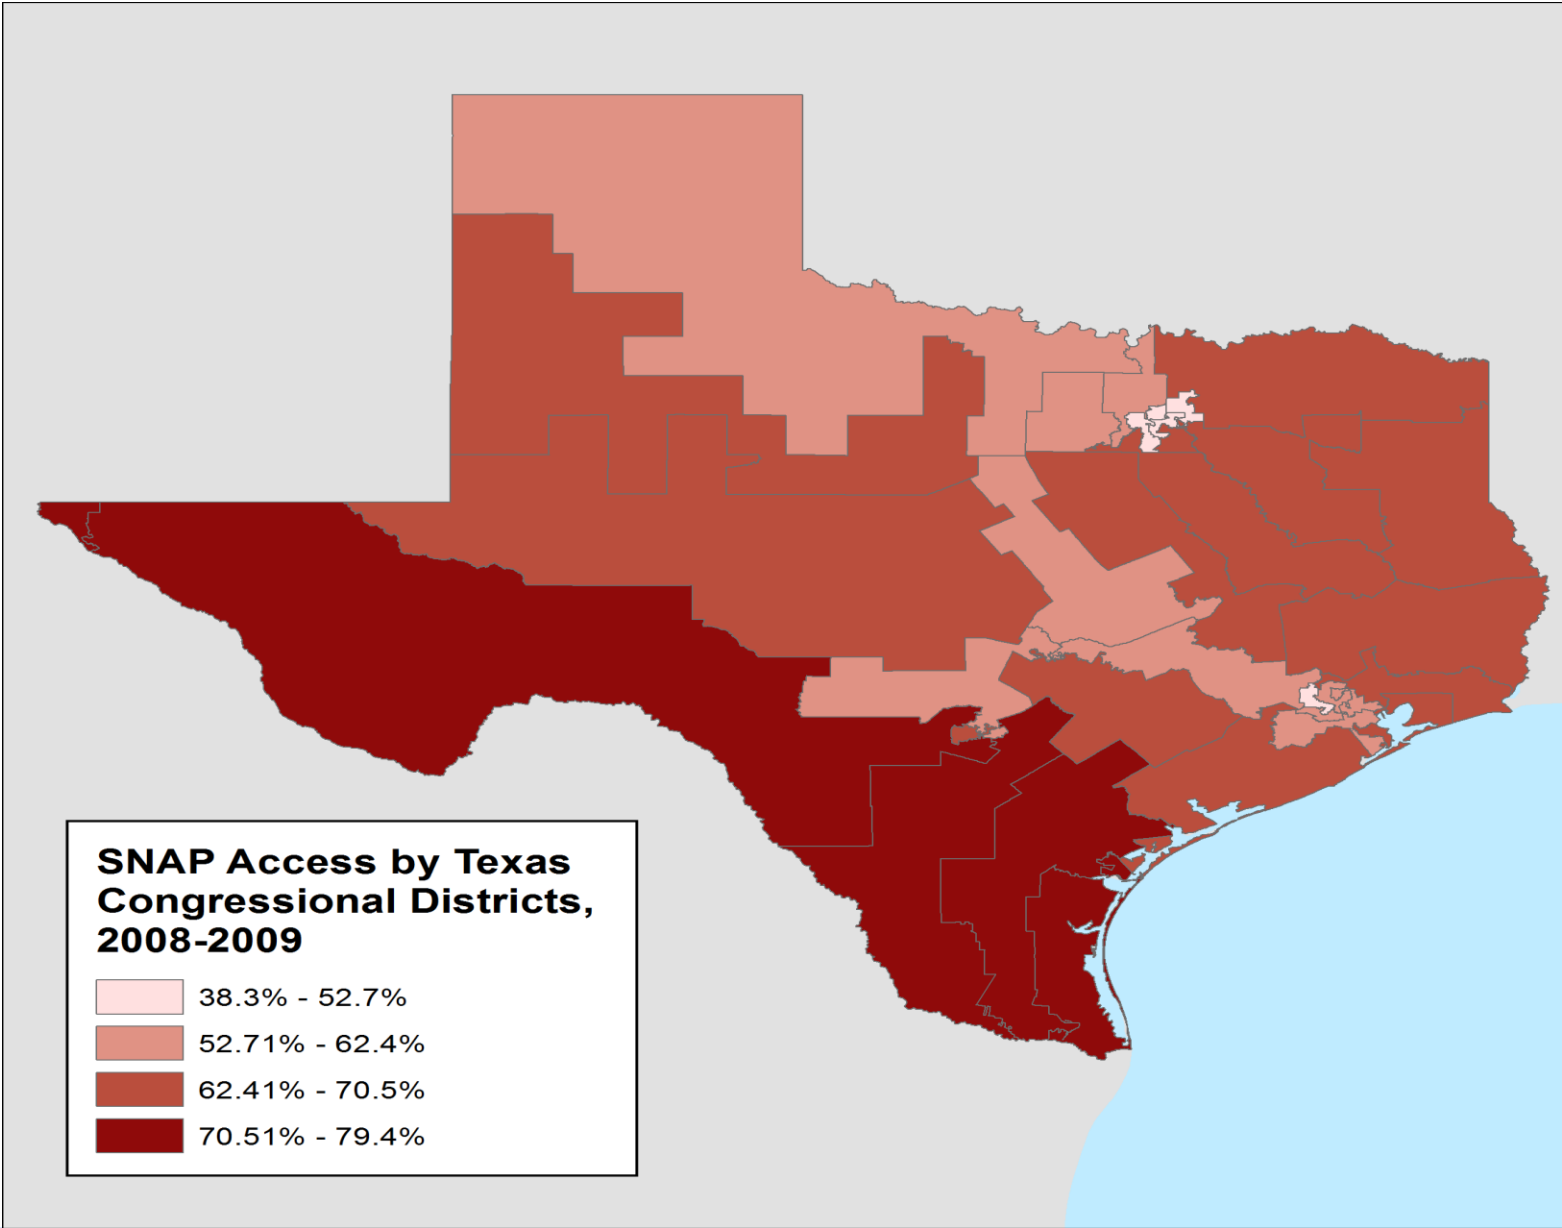 SNAP Access by Texas
Congressional Districts,
2008-2009
38.3% - 52.7%
52.71% - 62.4%
62.41% - 70.5%
70.51% - 79.4%